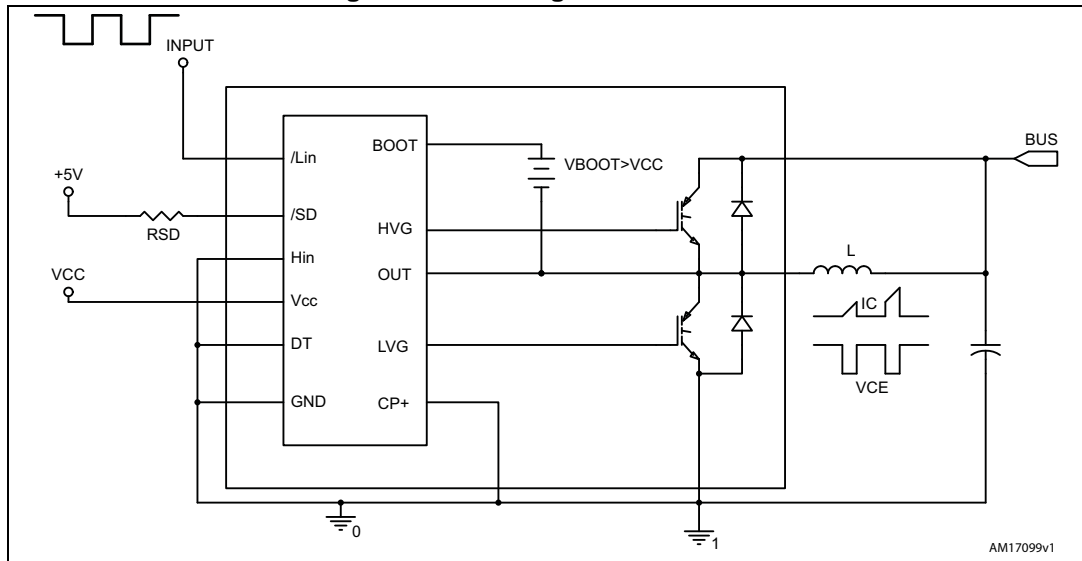 INPUT
BUS
+5V
RSD
VCC
/Lin
/SD
Hin
Vcc
DT
GND
BOOT
HVG
OUT
LVG
CP+
VBOOT>VCC
L
IC
VCE
0
1
AM17099v1